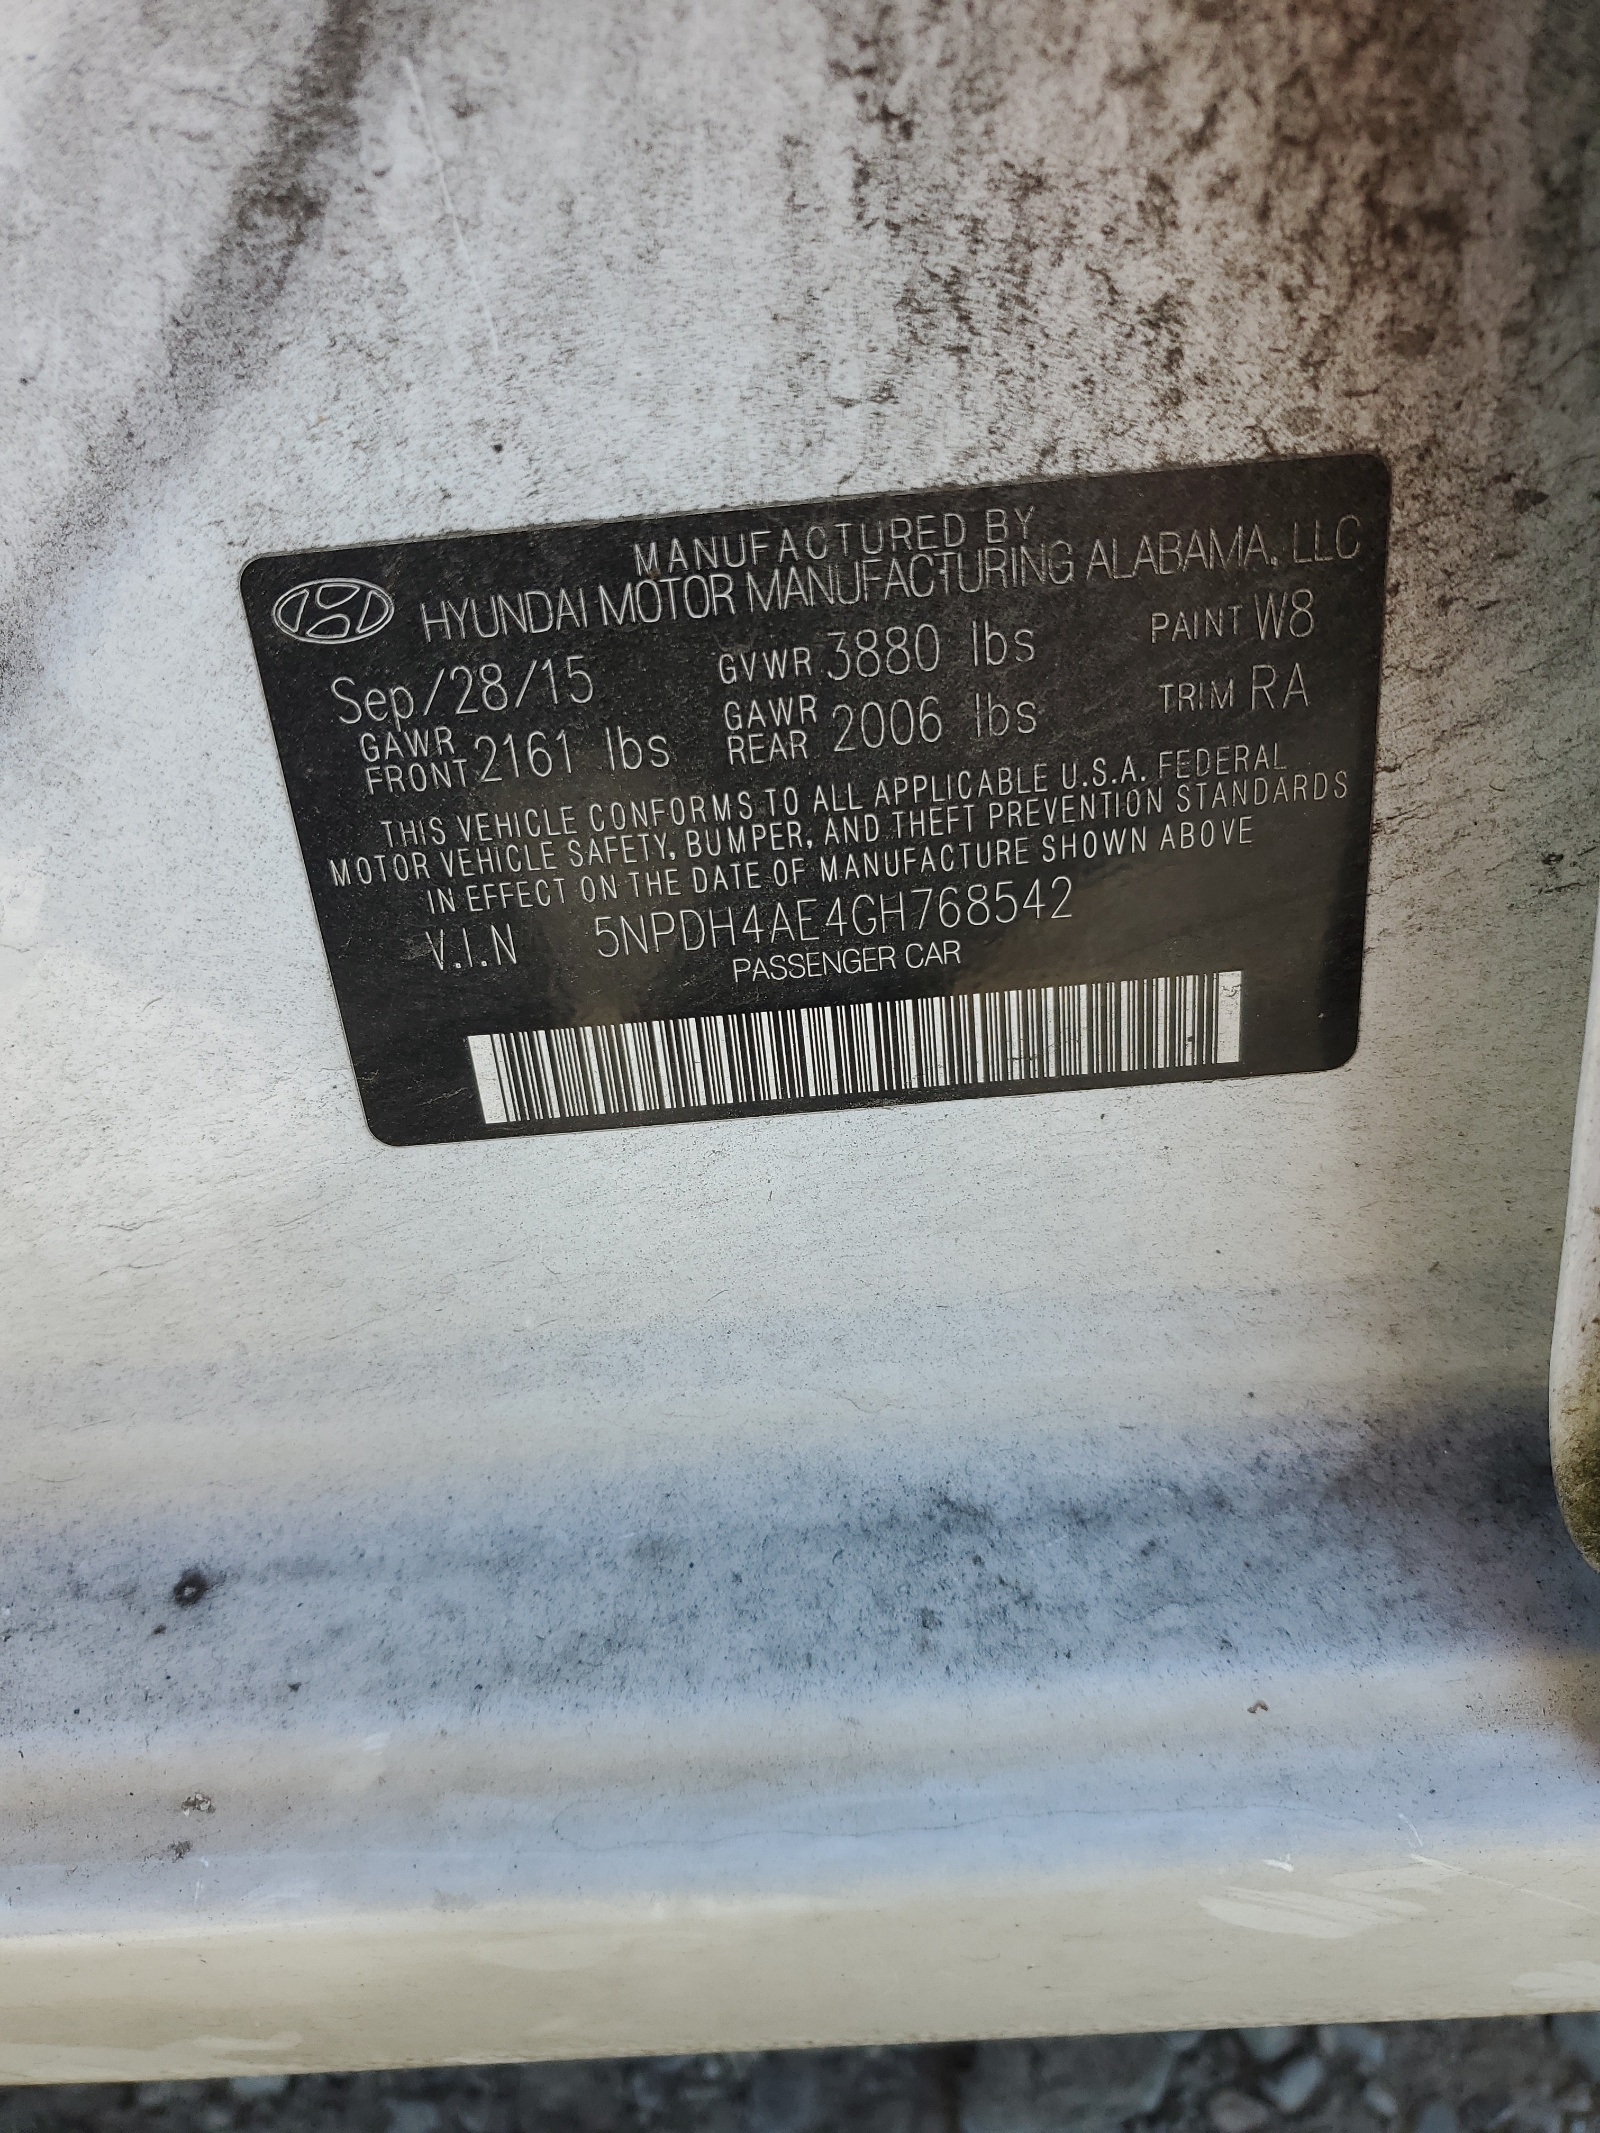 MANUFACTURED BY
HYUNDAI MOTOR MANUFACTURING ALABAMA, LLC
Sep/28/15 GVWR 3880 lbs PAINT W8
GAWR FRONT 2161 lbs GAWR REAR 2006 lbs TRIM RA
THIS VEHICLE CONFORMS TO ALL APPLICABLE U.S.A. FEDERAL
MOTOR VEHICLE SAFETY, BUMPER, AND THEFT PREVENTION STANDARDS
IN EFFECT ON THE DATE OF MANUFACTURE SHOWN ABOVE
V.I.N 5NPDH4AE4GH768542
PASSENGER CAR